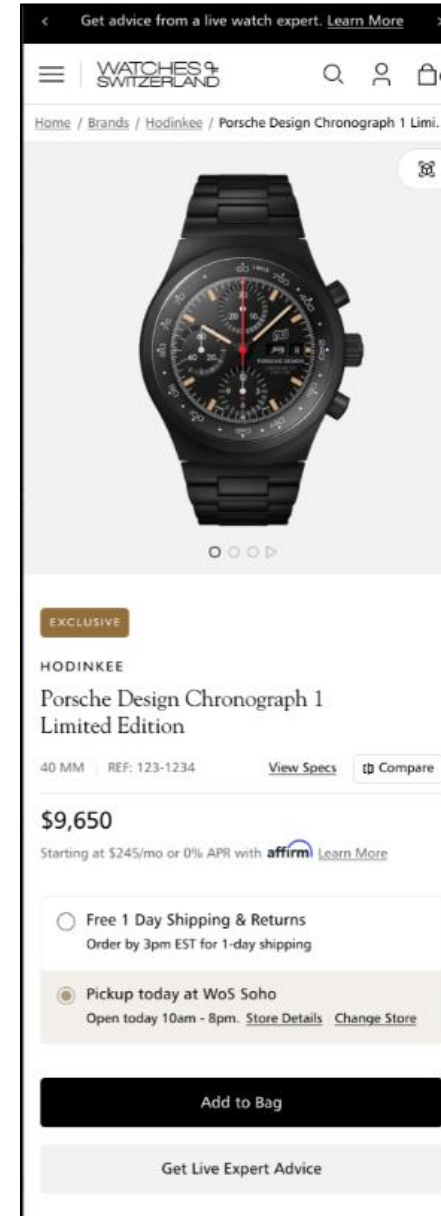 Get advice from a live watch expert. Learn More
WATCHES OF
SWITZERLAND
Home / Brands / Hodinkee / Porsche Design Chronograph 1 Limi..
PORSCHE DESIGN
EXCLUSIVE
HODINKEE
Porsche Design Chronograph 1
Limited Edition
40 MM | REF: 123-1234 View Specs Compare
$9,650
Starting at $245/mo or 0% APR with affirm Learn More
Free 1 Day Shipping & Returns
Order by 3pm EST for 1-day shipping
Pickup today at WoS Soho
Open today 10am - 8pm. Store Details Change Store
Add to Bag
Get Live Expert Advice